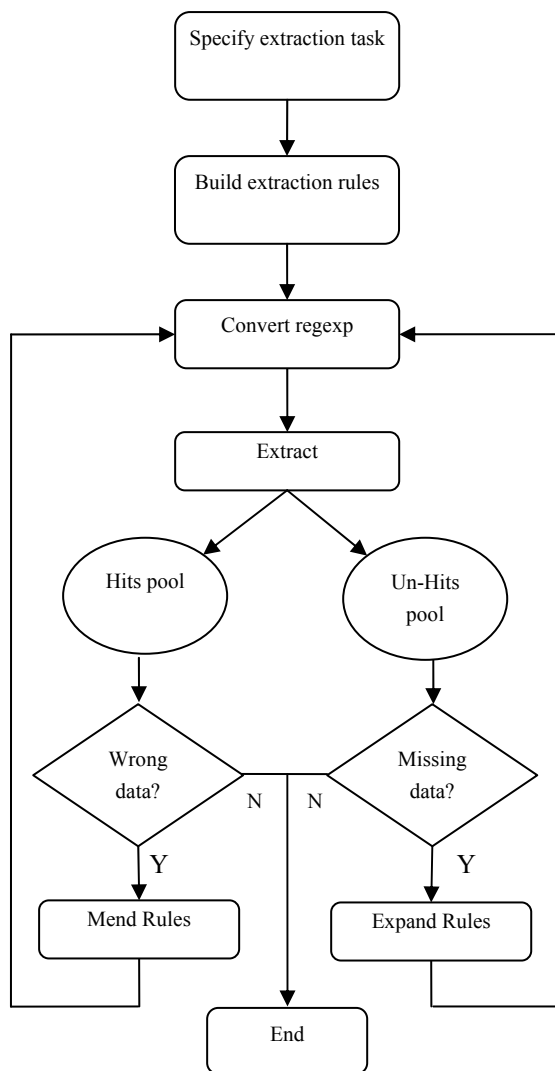 Specify extraction task
Build extraction rules
Convert regexp
Extract
Hits pool
Un-Hits
pool
Wrong
data?
N
N
Missing
data?
Y
Y
Mend Rules
Expand Rules
End